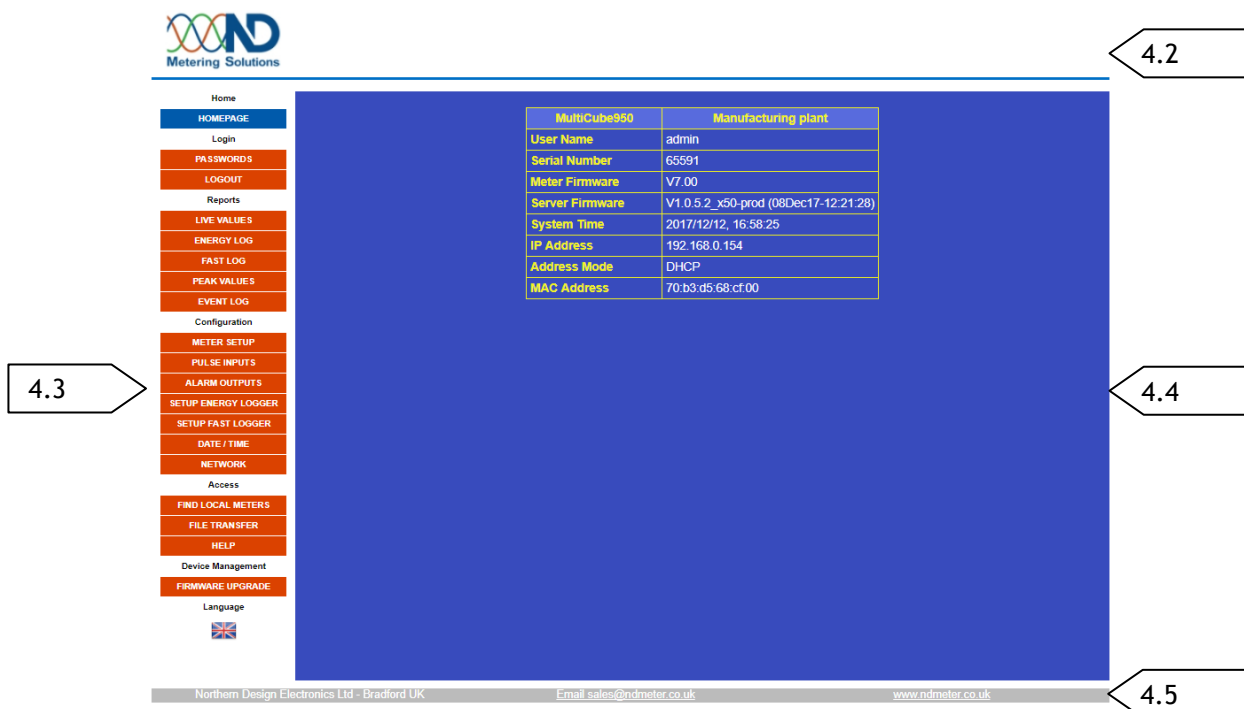 ND
Metering Solutions
4.2
Home
HOMEPAGE
Login
PASSWORDS
LOGOUT
Reports
LIVE VALUES
ENERGY LOG
FAST LOG
PEAK VALUES
EVENT LOG
Configuration
METER SETUP
PULSE INPUTS
ALARM OUTPUTS
SETUP ENERGY LOGGER
SETUP FAST LOGGER
DATE / TIME
NETWORK
Access
FIND LOCAL METERS
FILE TRANSFER
HELP
Device Management
FIRMWARE UPGRADE
Language
4.3
MultiCube950 Manufacturing plant
User Name admin
Serial Number 65591
Meter Firmware V7.00
Server Firmware V1.0.5.2_x50-prod (08Dec17-12:21:28)
System Time 2017/12/12, 16:58:25
IP Address 192.168.0.154
Address Mode DHCP
MAC Address 70:b3:d5:68:cf:00
4.4
Northern Design Electronics Ltd - Bradford UK Email sales@ndmeter.co.uk www.ndmeter.co.uk
4.5